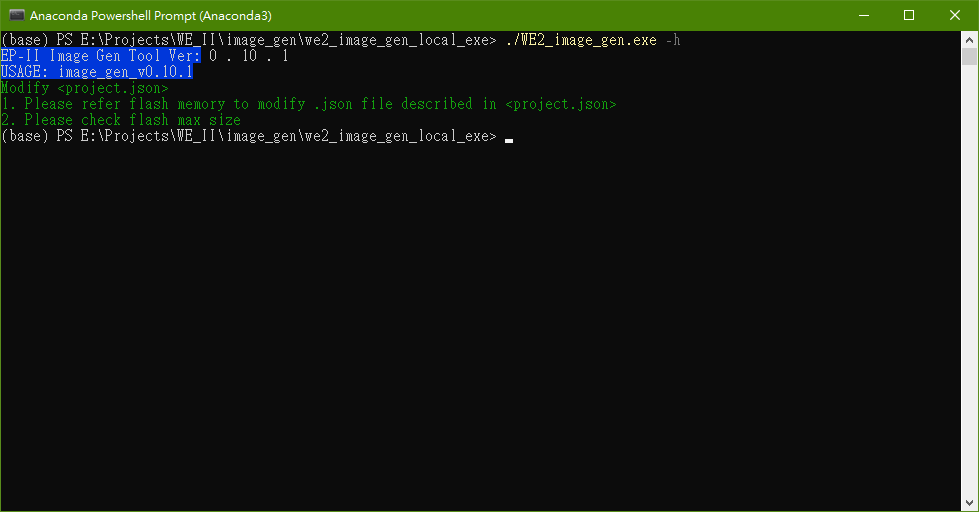 Anaconda Powershell Prompt (Anaconda3)
(base) PS E:\Projects\WE_II\image_gen\we2_image_gen_local_exe> ./WE2_image_gen.exe -h
EP-II Image Gen Tool Ver: 0 . 10 . 1
USAGE: image_gen_v0.10.1
Modify <project.json>
1. Please refer flash memory to modify .json file described in <project.json>
2. Please check flash max size
(base) PS E:\Projects\WE_II\image_gen\we2_image_gen_local_exe>